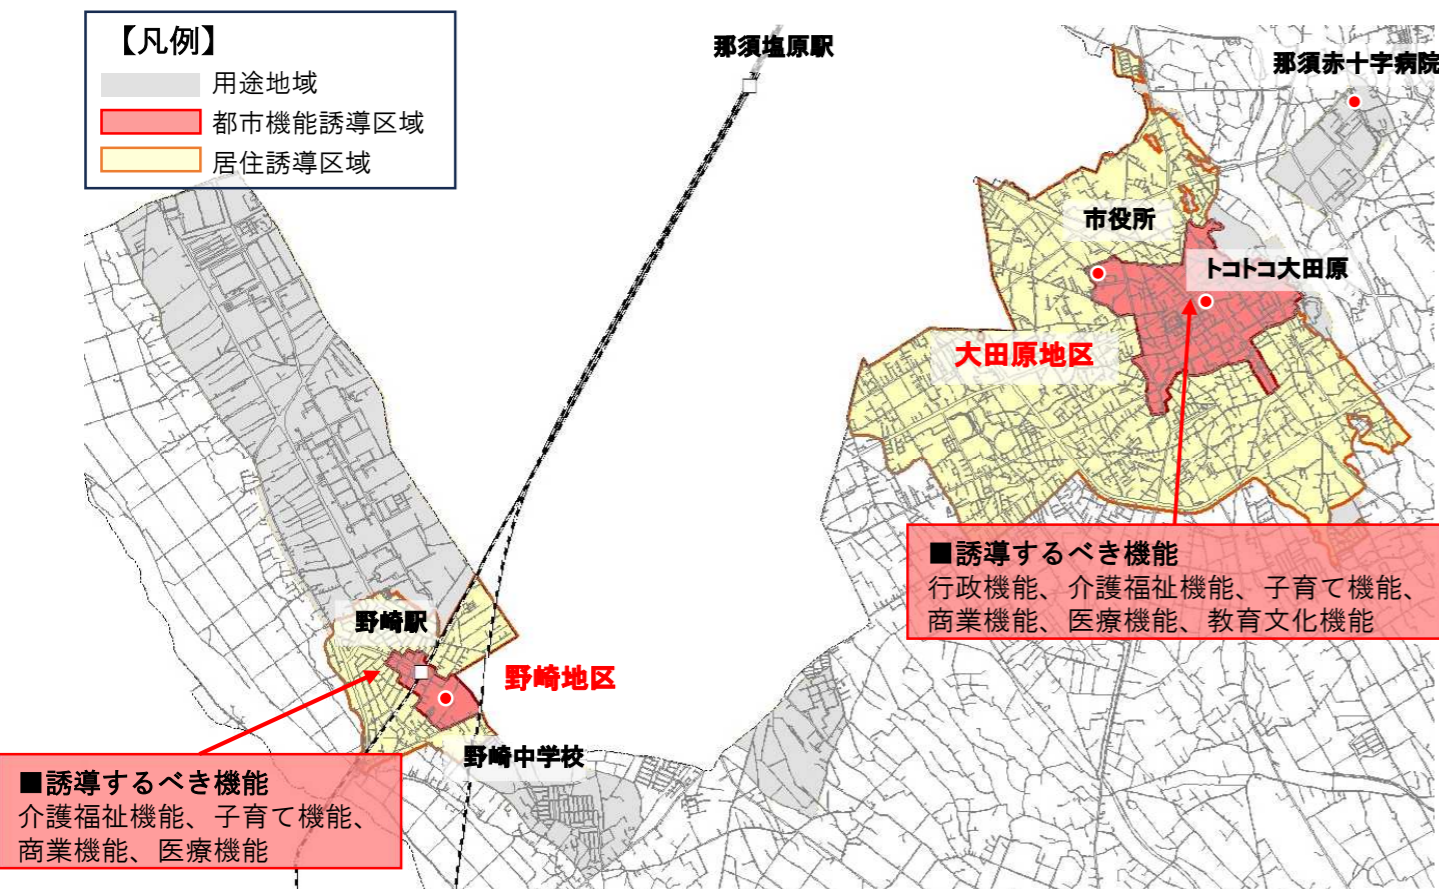 【凡例】
用途地域
都市機能誘導区域
居住誘導区域
那須塩原駅
那須赤十字病院
市役所
トコトコ大田原
大田原地区
■誘導するべき機能
行政機能、介護福祉機能、子育て機能、
商業機能、医療機能、教育文化機能
野崎駅
野崎地区
野崎中学校
■誘導するべき機能
介護福祉機能、子育て機能、
商業機能、医療機能